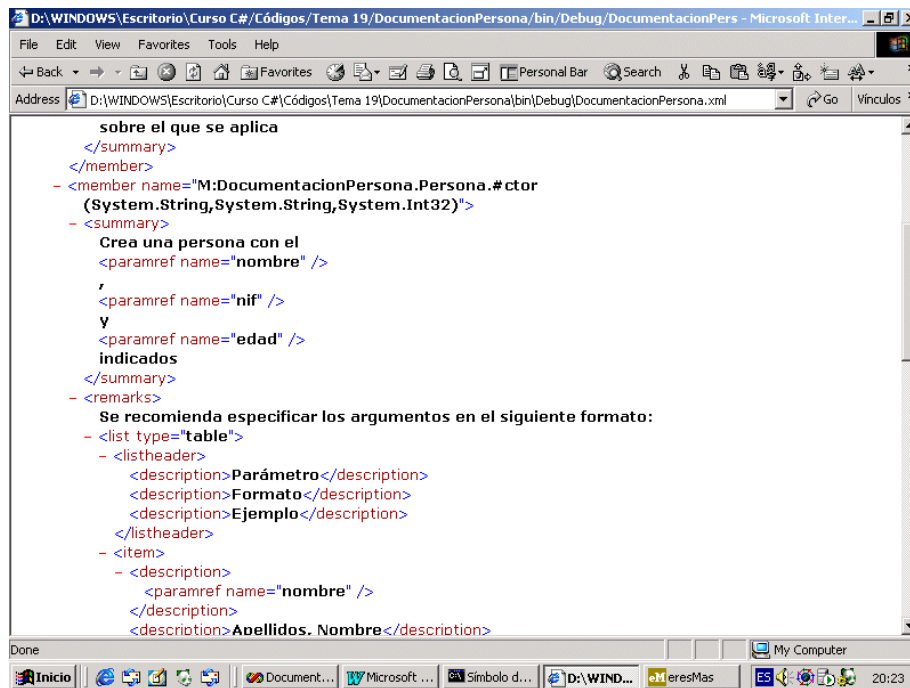 D:\WINDOWS\Escritorio\Curso C#/Códigos/Tema 19/DocumentacionPersona/bin/Debug/DocumentacionPers - Microsoft Inter...
File Edit View Favorites Tools Help
Back Favorites Personal Bar Search
Address D:\WINDOWS\Escritorio\Curso C#\Códigos\Tema 19\DocumentacionPersona\bin\Debug\DocumentacionPersona.xml Go Vínculos
sobre el que se aplica
</summary>
</member>
- <member name="M:DocumentacionPersona.Persona.#ctor
(System.String,System.String,System.Int32)">
- <summary>
Crea una persona con el
<paramref name="nombre" />
,
<paramref name="nif" />
y
<paramref name="edad" />
indicados
</summary>
- <remarks>
Se recomienda especificar los argumentos en el siguiente formato:
- <list type="table">
- <listheader>
<description>Parámetro</description>
<description>Formato</description>
<description>Ejemplo</description>
</listheader>
- <item>
- <description>
<paramref name="nombre" />
</description>
<description>Apellidos, Nombre</description>
Done My Computer
Inicio Document... Microsoft ... Símbolo d... D:\WIND... eM eresMas ES 20:23